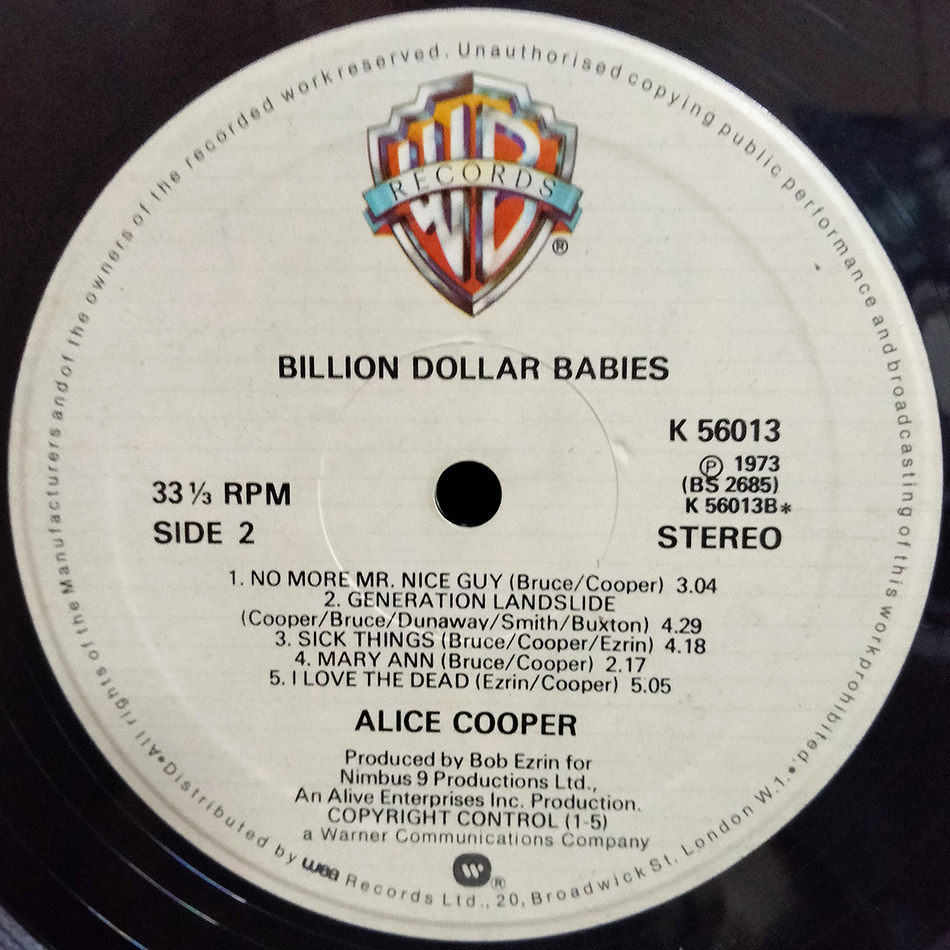 All rights of the Manufacturers and of the owners of the recorded work reserved. Unauthorised copying public performance and broadcasting of this work prohibited.
WB
RECORDS
®
BILLION DOLLAR BABIES
K 56013
℗ 1973
(BS 2685)
K 56013B*
STEREO
33 ⅓ RPM
SIDE 2
1. NO MORE MR. NICE GUY (Bruce/Cooper) 3.04
2. GENERATION LANDSLIDE
(Cooper/Bruce/Dunaway/Smith/Buxton) 4.29
3. SICK THINGS (Bruce/Cooper/Ezrin) 4.18
4. MARY ANN (Bruce/Cooper) 2.17
5. I LOVE THE DEAD (Ezrin/Cooper) 5.05
ALICE COOPER
Produced by Bob Ezrin for
Nimbus 9 Productions Ltd.,
An Alive Enterprises Inc. Production.
COPYRIGHT CONTROL (1-5)
a Warner Communications Company
W ®
•Distributed by wea Records Ltd., 20, Broadwick St. London W.1.•